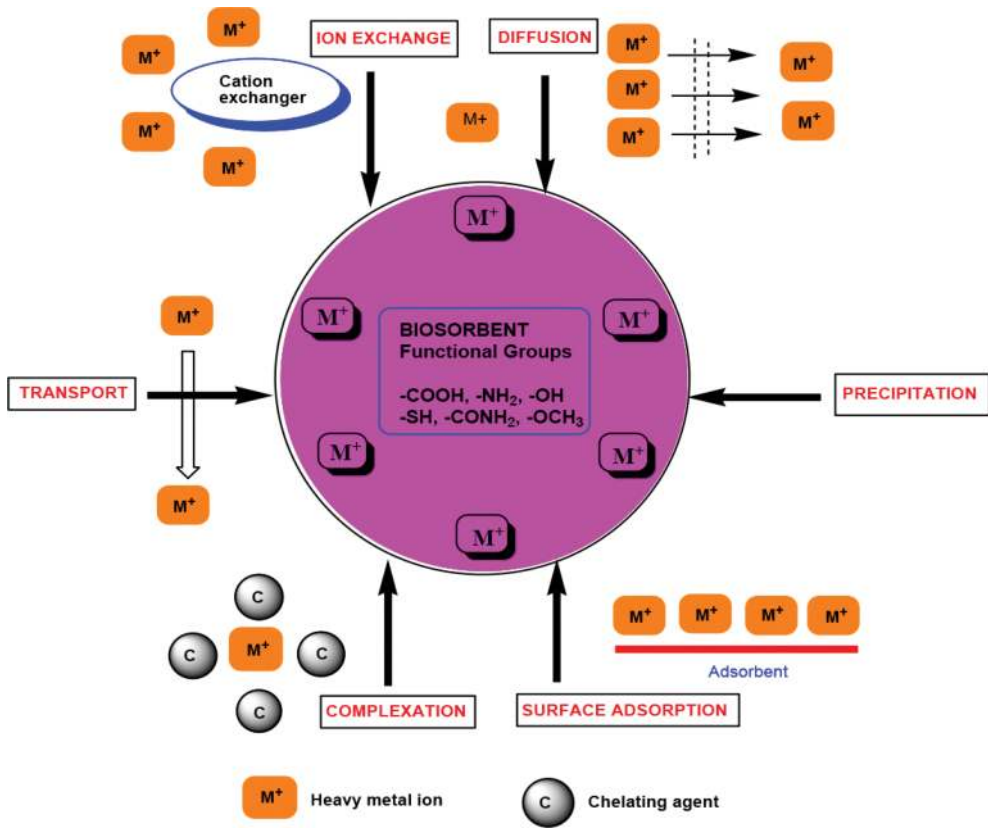 M⁺
ION EXCHANGE
DIFFUSION
M⁺
M⁺
M⁺
Cation
exchanger
M⁺
M⁺
M+
M⁺
M⁺
M⁺
M⁺
M⁺
M⁺
M⁺
M⁺
M⁺
BIOSORBENT
Functional Groups
-COOH, -NH₂, -OH
-SH, -CONH₂, -OCH₃
TRANSPORT
PRECIPITATION
M⁺
M⁺
M⁺
M⁺
C
C
M⁺
C
C
COMPLEXATION
M⁺
M⁺
M⁺
M⁺
Adsorbent
SURFACE ADSORPTION
M⁺
Heavy metal ion
C
Chelating agent